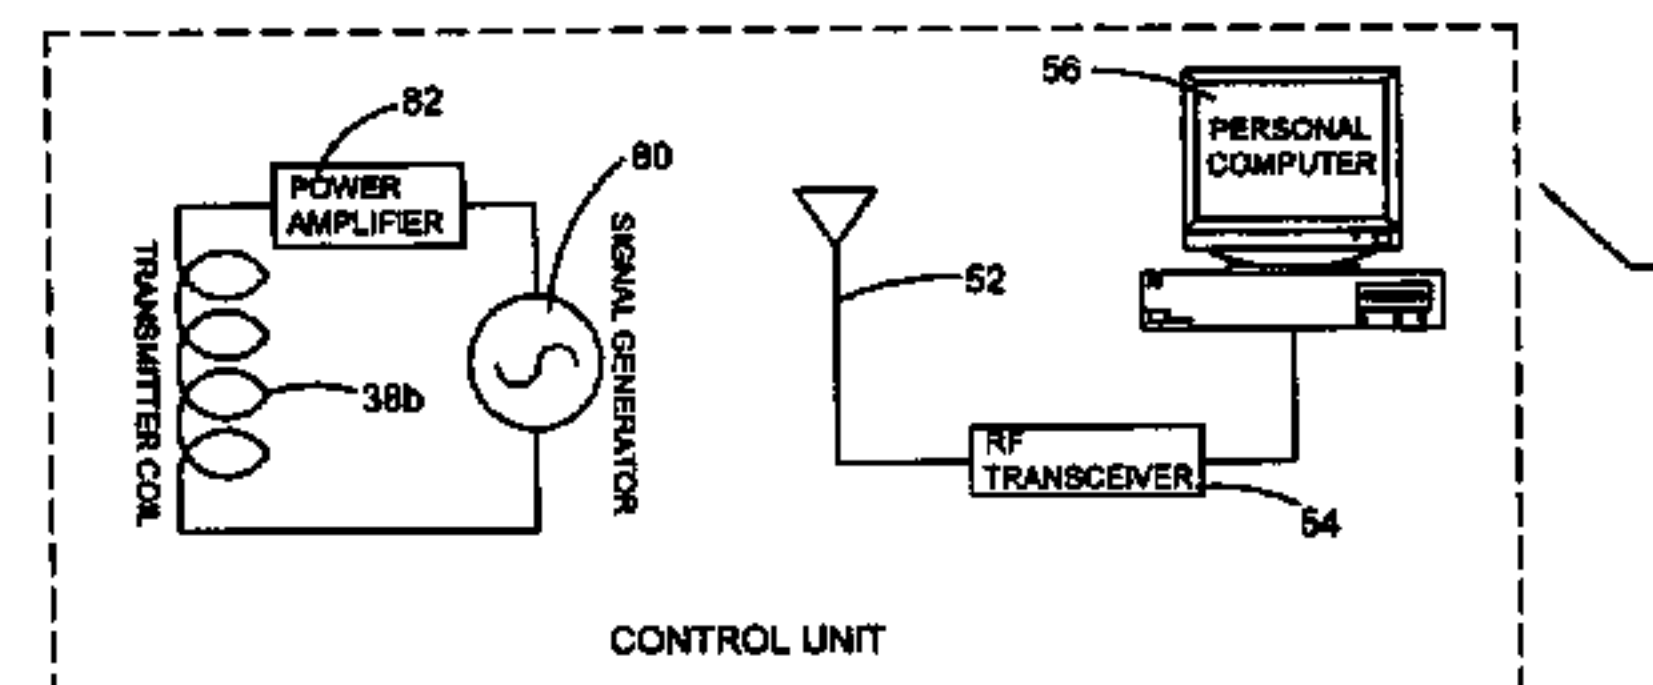 56
82
PERSONAL
COMPUTER
80
POWER
AMPLIFIER
SIGNAL GENERATOR
TRANSMITTER COIL
52
38b
RF
TRANSCEIVER
54
CONTROL UNIT